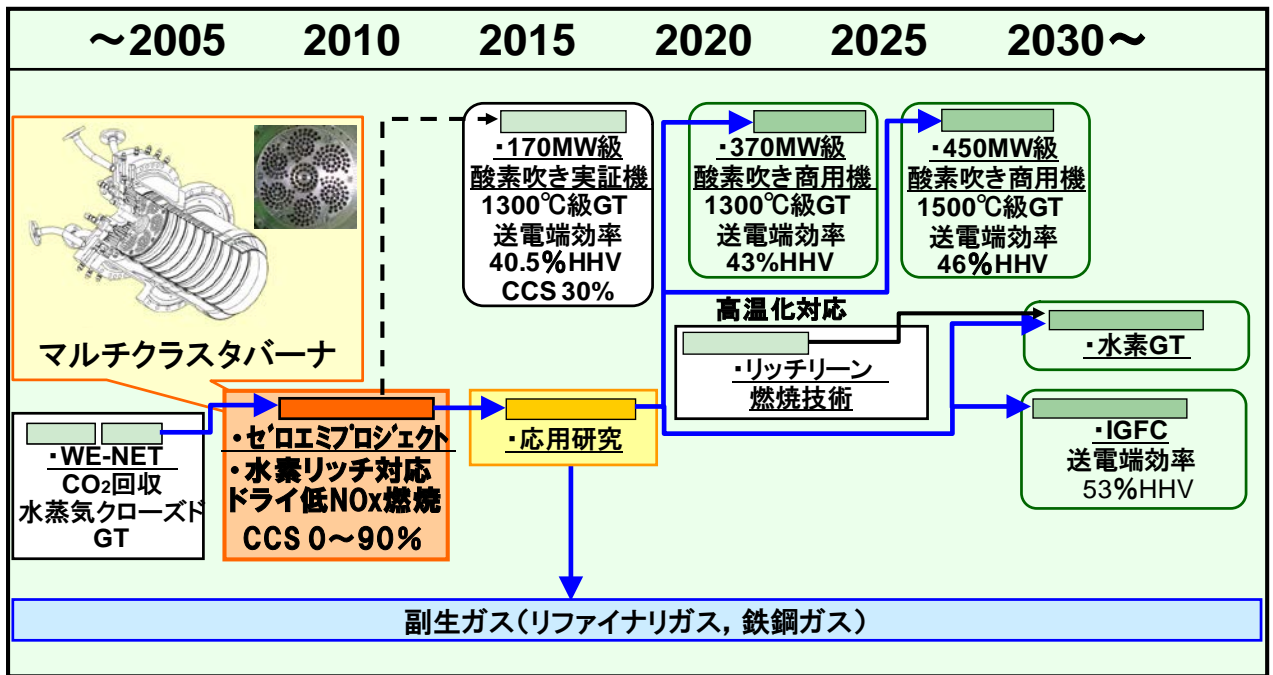 ～2005 2010 2015 2020 2025 2030～
マルチクラスタバーナ
・WE-NET
CO₂回収
水蒸気クローズド
GT
・ゼロエミプロジェクト
・水素リッチ対応
ドライ低NOx燃焼
CCS 0～90%
・応用研究
・170MW級
酸素吹き実証機
1300℃級GT
送電端効率
40.5%HHV
CCS 30%
・370MW級
酸素吹き商用機
1300℃級GT
送電端効率
43%HHV
・450MW級
酸素吹き商用機
1500℃級GT
送電端効率
46%HHV
高温化対応
・リッチリーン
燃焼技術
・水素GT
・IGFC
送電端効率
53%HHV
副生ガス（リファイナリガス，鉄鋼ガス）